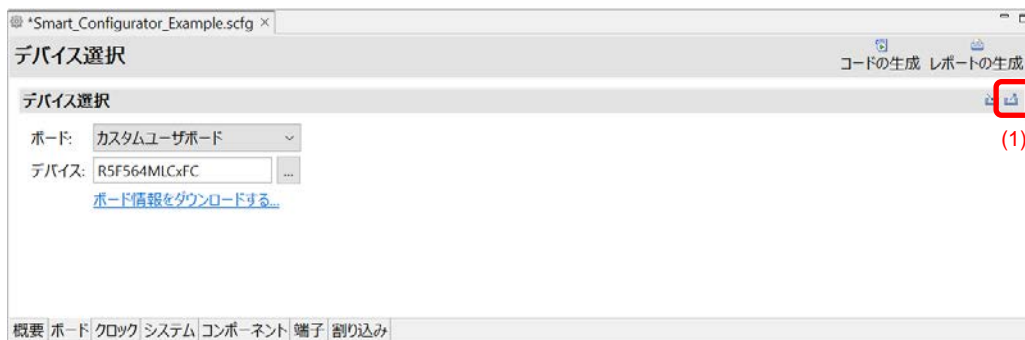 *Smart_Configurator_Example.scfg
デバイス選択
コードの生成 レポートの生成
デバイス選択
(1)
ボード: カスタムユーザボード
デバイス: R5F564MLCxFC ...
ボード情報をダウンロードする...
概要 ボード クロック システム コンポーネント 端子 割り込み